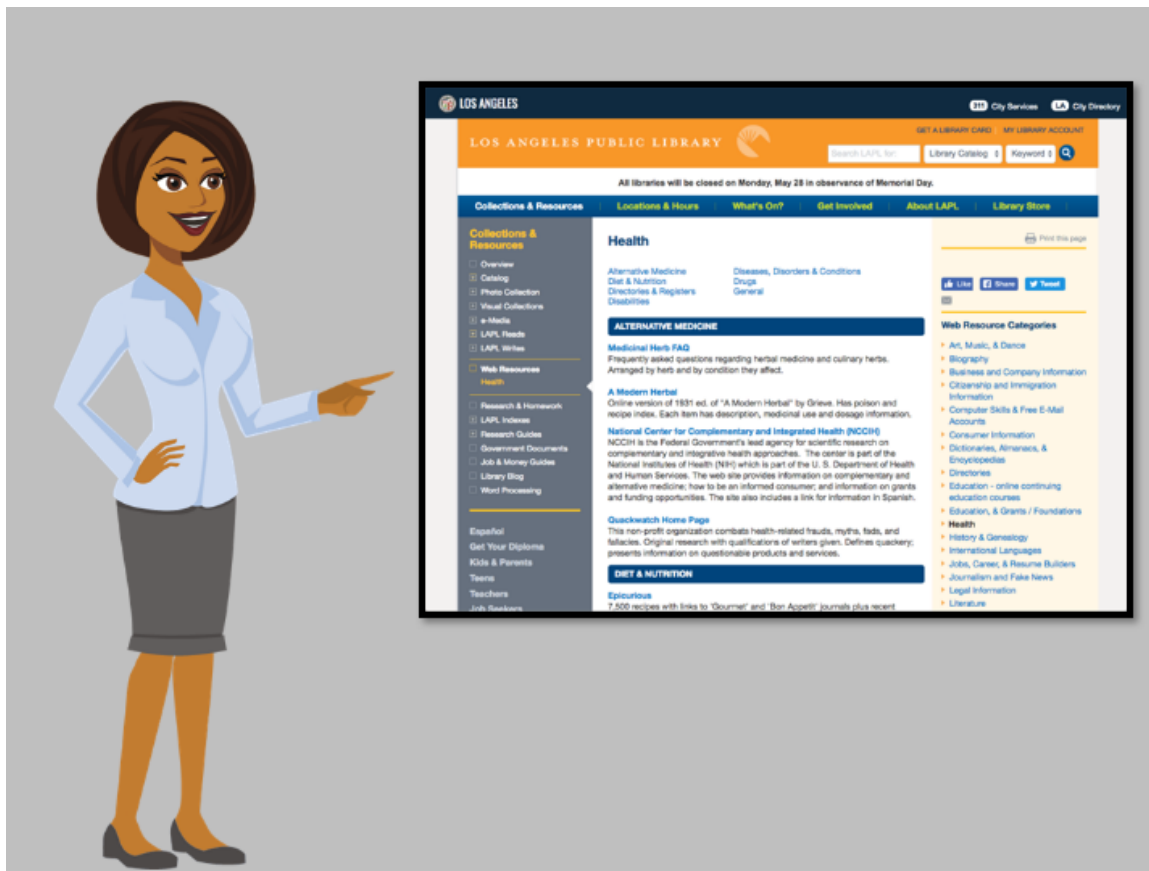 LOS ANGELES
311 City Services LA City Directory
GET A LIBRARY CARD MY LIBRARY ACCOUNT
LOS ANGELES PUBLIC LIBRARY
Search LAPL for: Library Catalog Keyword
All libraries will be closed on Monday, May 28 in observance of Memorial Day.
Collections & Resources Locations & Hours What's On? Get Involved About LAPL Library Store
Collections &
Resources
Overview
Catalog
Photo Collection
Visual Collections
e-Media
LAPL Reads
LAPL Writes
Web Resources
Health
Research & Homework
LAPL Indexes
Research Guides
Government Documents
Job & Money Guides
Library Blog
Word Processing
Español
Get Your Diploma
Kids & Parents
Teens
Teachers
Job Seekers
Health
Alternative Medicine
Diet & Nutrition
Directories & Registers
Disabilities
Diseases, Disorders & Conditions
Drugs
General
ALTERNATIVE MEDICINE
Medicinal Herb FAQ
Frequently asked questions regarding herbal medicine and culinary herbs.
Arranged by herb and by condition they affect.
A Modern Herbal
Online version of 1931 ed. of "A Modern Herbal" by Grieve. Has poison and
recipe index. Each item has description, medicinal use and dosage information.
National Center for Complementary and Integrated Health (NCCIH)
NCCIH is the Federal Government's lead agency for scientific research on
complementary and integrative health approaches. The center is part of the
National Institutes of Health (NIH) which is part of the U. S. Department of Health
and Human Services. The web site provides information on complementary and
alternative medicine; how to be an informed consumer; and information on grants
and funding opportunities. The site also includes a link for information in Spanish.
Quackwatch Home Page
This non-profit organization combats health-related frauds, myths, fads, and
fallacies. Original research with qualifications of writers given. Defines quackery;
presents information on questionable products and services.
DIET & NUTRITION
Epicurious
7,500 recipes with links to 'Gourmet' and 'Bon Appetit' journals plus recent
Print this page
Like Share Tweet
Web Resource Categories
Art, Music, & Dance
Biography
Business and Company Information
Citizenship and Immigration
Information
Computer Skills & Free E-Mail
Accounts
Consumer Information
Dictionaries, Almanacs, &
Encyclopedias
Directories
Education - online continuing
education courses
Education, & Grants / Foundations
Health
History & Genealogy
International Languages
Jobs, Career, & Resume Builders
Journalism and Fake News
Legal Information
Literature